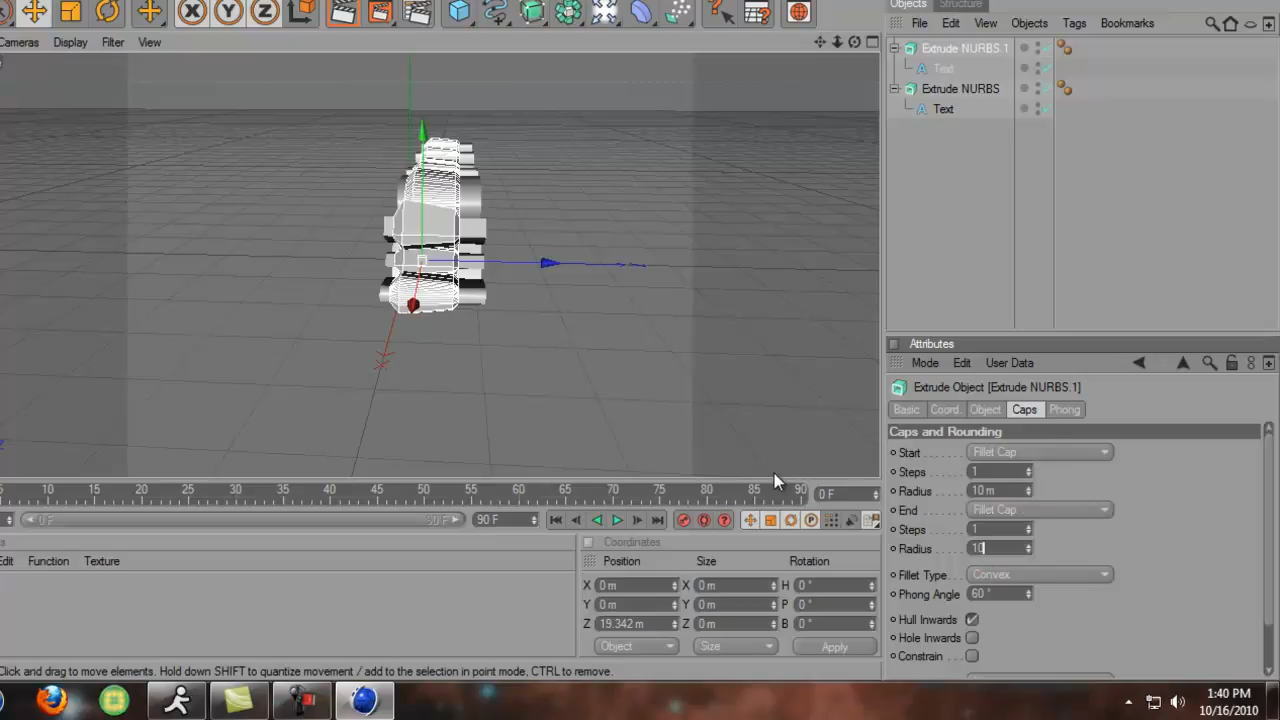 Objects Structure
Cameras Display Filter View
File Edit View Objects Tags Bookmarks
Extrude NURBS.1
Text
Extrude NURBS
Text
Attributes
Mode Edit User Data
Extrude Object [Extrude NURBS.1]
Basic Coord. Object Caps Phong
Caps and Rounding
Start Fillet Cap
Steps 1
Radius 10 m
End Fillet Cap
Steps 1
Radius 10
Fillet Type Convex
Phong Angle 60 °
Hull Inwards
Hole Inwards
Constrain
10 15 20 25 30 35 40 45 50 55 60 65 70 75 80 85 90 0 F
0 F 90 F 90 F
Coordinates
Edit Function Texture
Position Size Rotation
X 0 m X 0 m H 0 °
Y 0 m Y 0 m P 0 °
Z 19.342 m Z 0 m B 0 °
Object Size Apply
Click and drag to move elements. Hold down SHIFT to quantize movement / add to the selection in point mode, CTRL to remove.
1:40 PM
10/16/2010